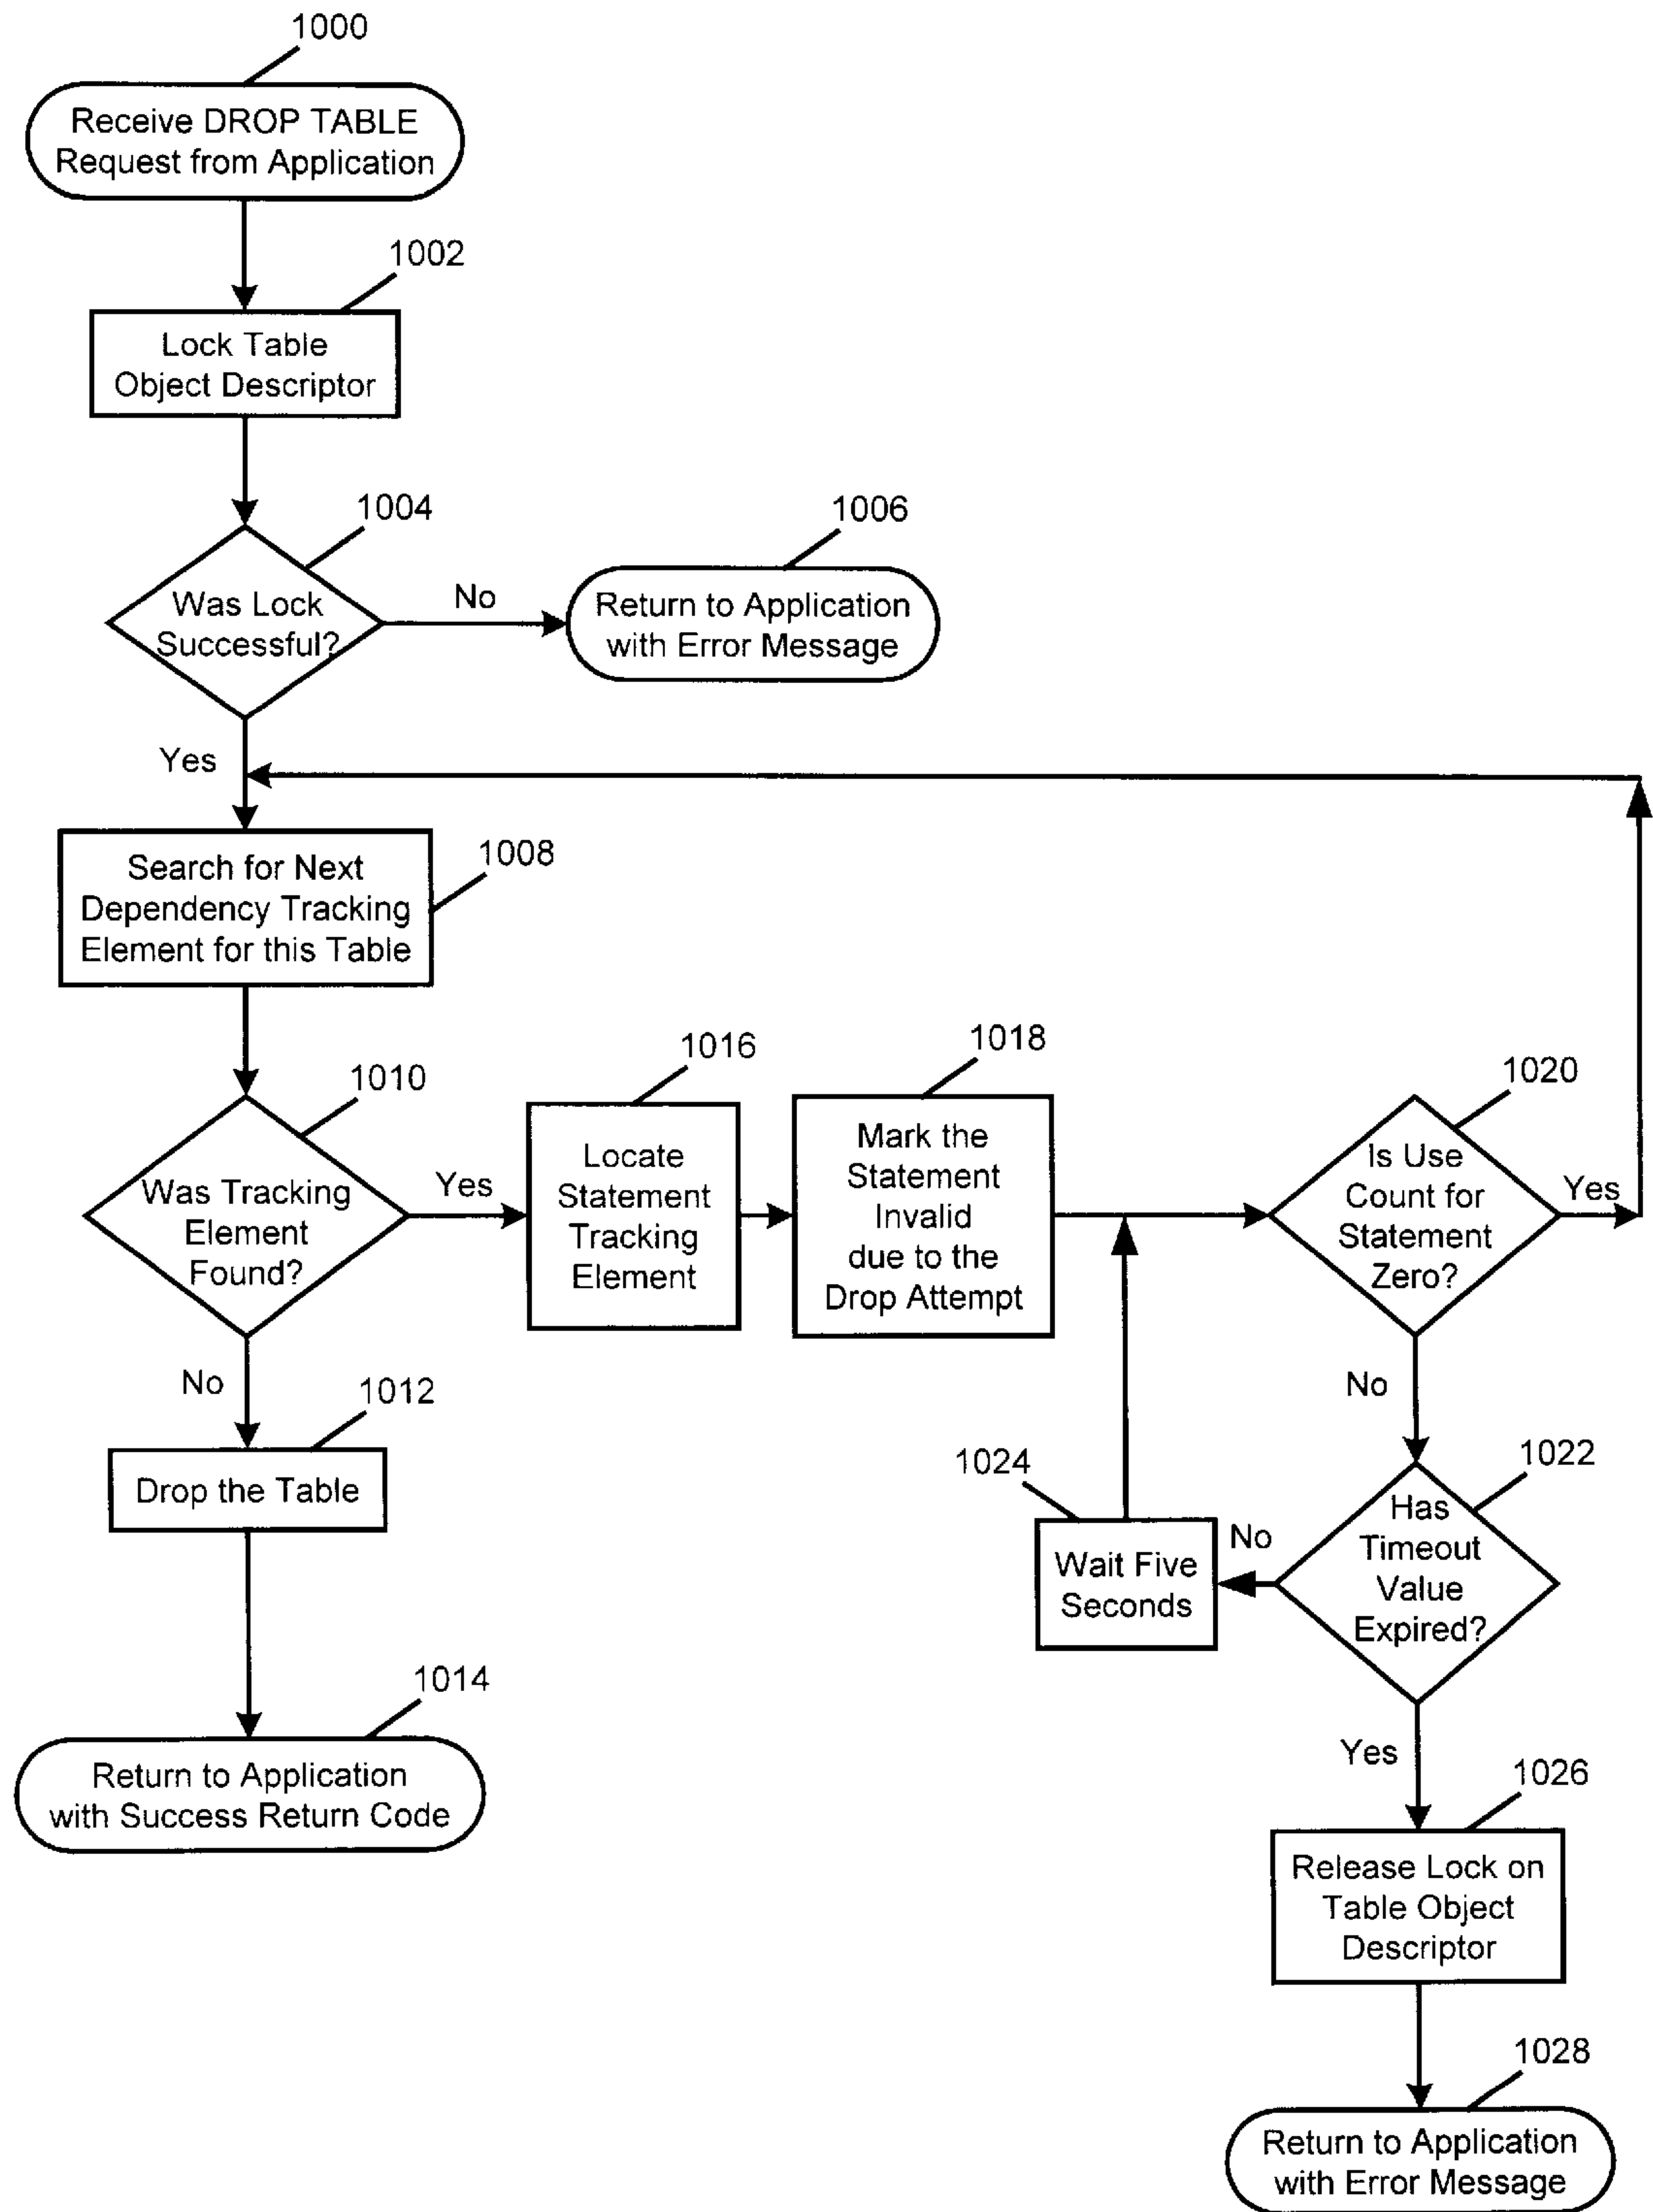 1000
Receive DROP TABLE
Request from Application
1002
Lock Table
Object Descriptor
1004
Was Lock
Successful?
No
1006
Return to Application
with Error Message
Yes
1008
Search for Next
Dependency Tracking
Element for this Table
1010
Was Tracking
Element
Found?
Yes
1016
Locate
Statement
Tracking
Element
1018
Mark the
Statement
Invalid
due to the
Drop Attempt
1020
Is Use
Count for
Statement
Zero?
Yes
No
1012
Drop the Table
1014
Return to Application
with Success Return Code
No
1022
Has
Timeout
Value
Expired?
No
1024
Wait Five
Seconds
Yes
1026
Release Lock on
Table Object
Descriptor
1028
Return to Application
with Error Message